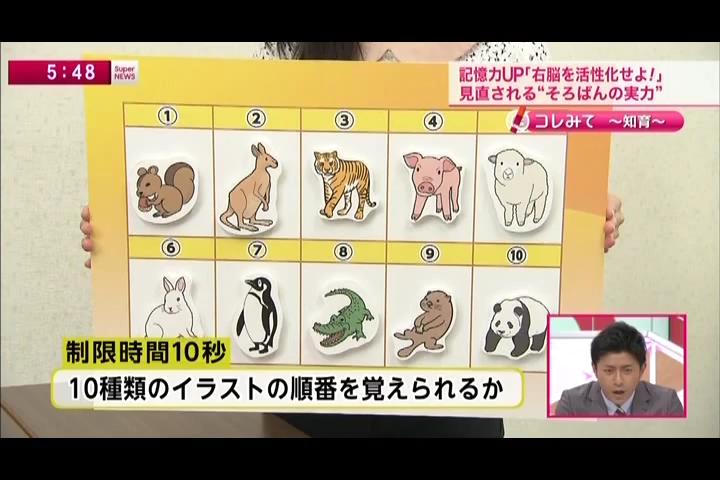 5:48
Super
NEWS
記憶力UP「右脳を活性化せよ!」
見直される“そろばんの実力”
コレみて ～知育～
① ② ③ ④
⑥ ⑦ ⑧ ⑨ ⑩
制限時間10秒
10種類のイラストの順番を覚えられるか